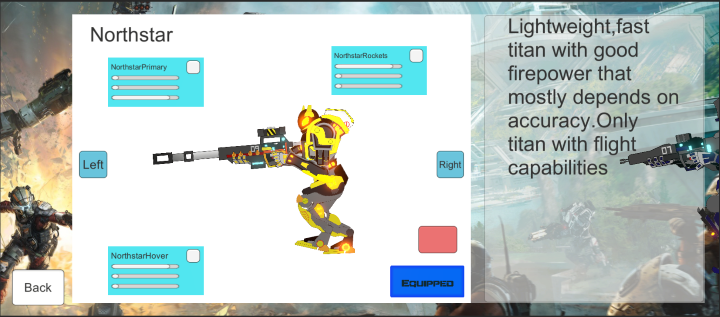 Northstar
NorthstarPrimary
NorthstarRockets
Left
Right
NorthstarHover
Equipped
Back
Lightweight,fast
titan with good
firepower that
mostly depends on
accuracy.Only
titan with flight
capabilities